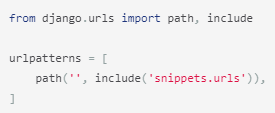 from django.urls import path, include

urlpatterns = [
    path('', include('snippets.urls')),
]